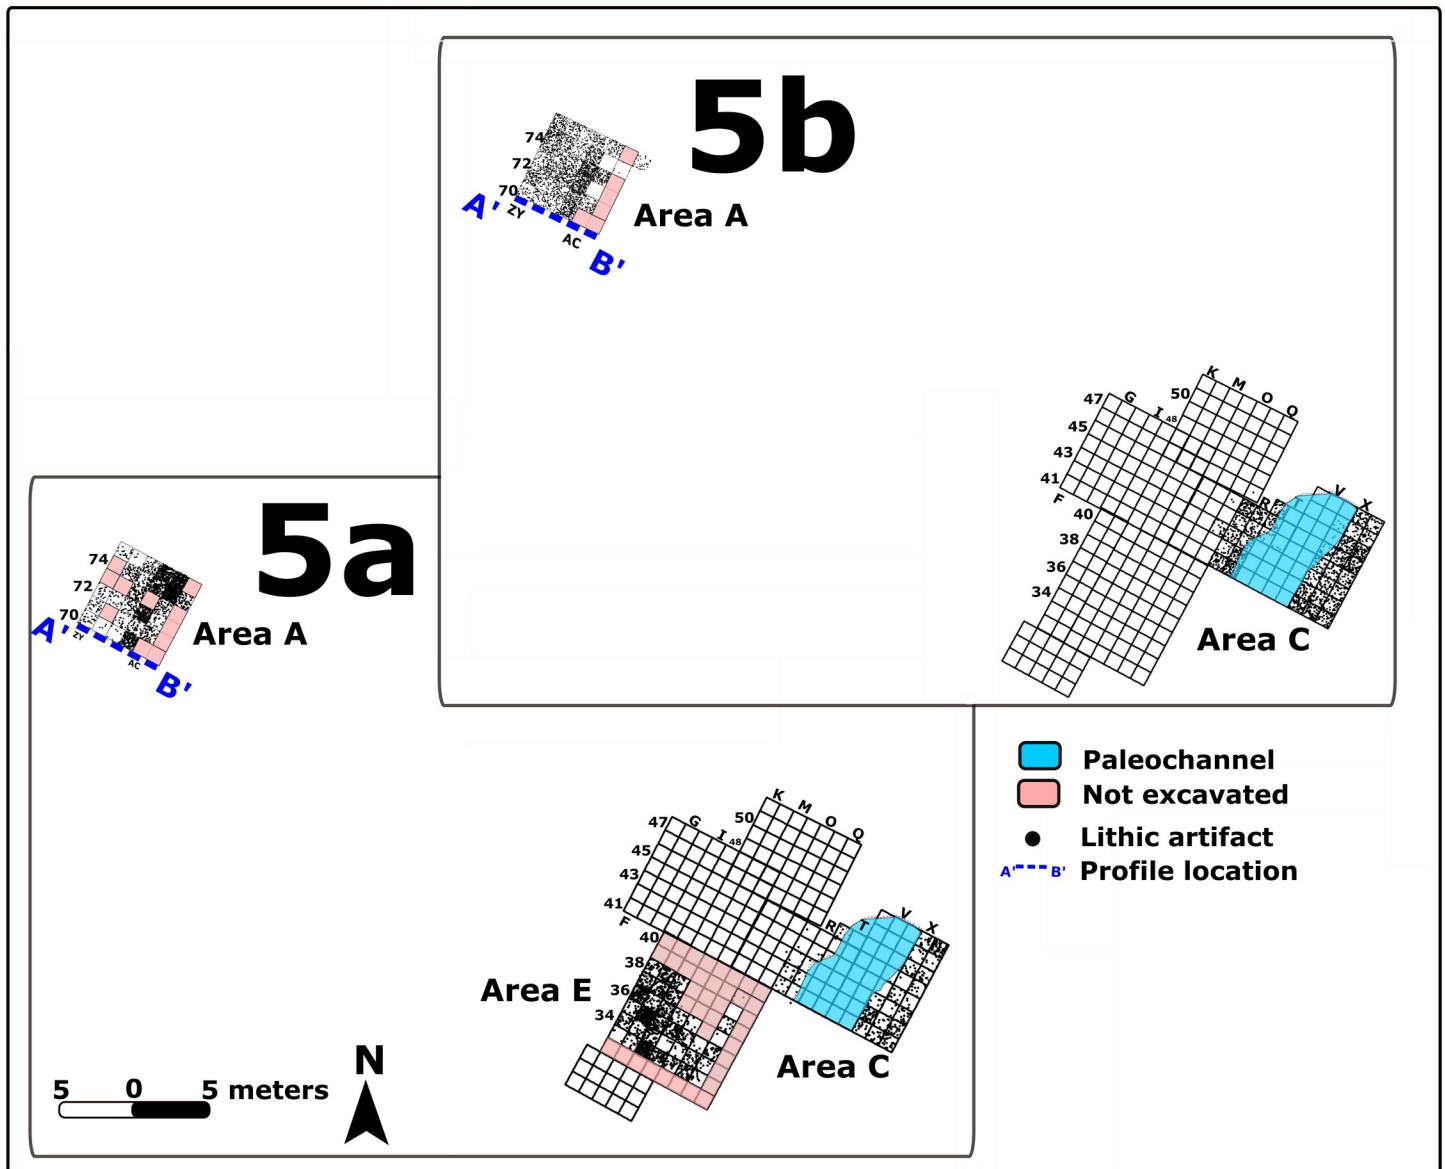 5b
74
72
70
A'
ZY
AC
B'
Area A
K M O Q
50
47 G I 48
45
43
41
F
R T V X
40
38
36
34
Area C
5a
74
72
70
A'
ZY
AC
B'
Area A
K M O Q
50
47 G I 48
45
43
41
F
R T V X
40
38
36
34
Area E
Area C
Paleochannel
Not excavated
Lithic artifact
A' B' Profile location
N
5 0 5 meters